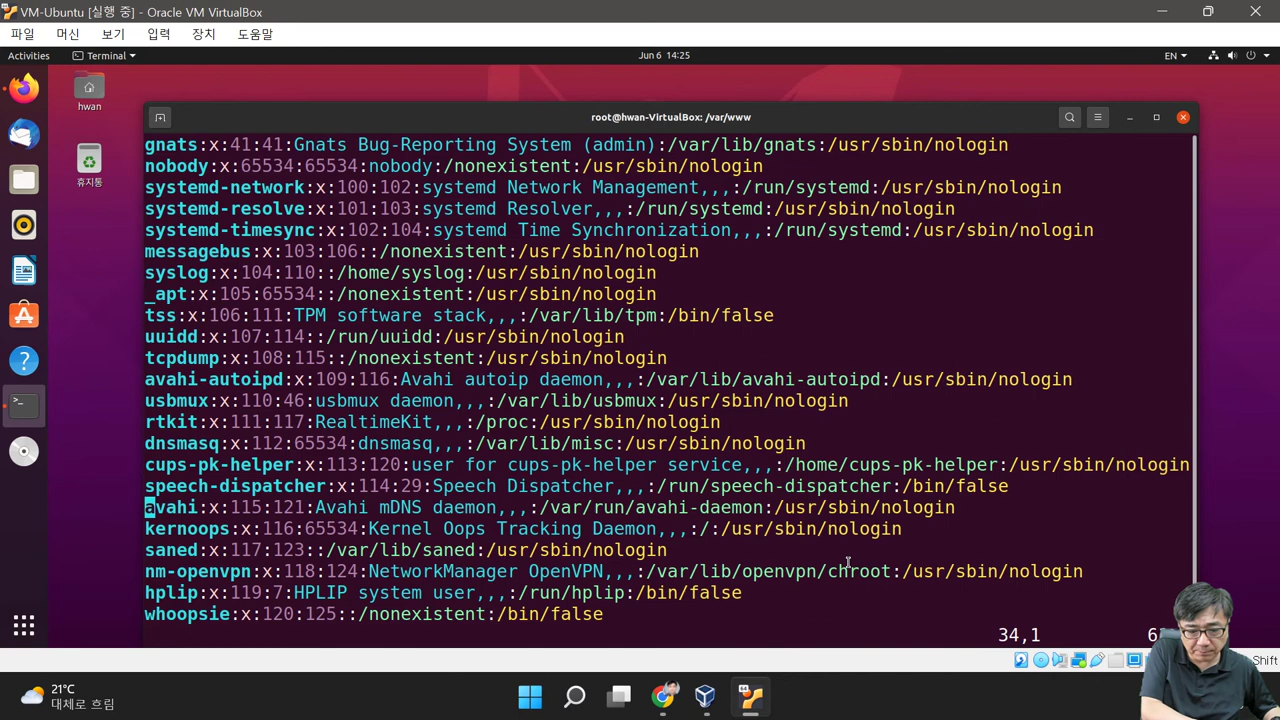 VM-Ubuntu [실행 중] - Oracle VM VirtualBox
파일 머신 보기 입력 장치 도움말
Activities Terminal Jun 6 14:25 EN
hwan
휴지통
root@hwan-VirtualBox: /var/www
gnats:x:41:41:Gnats Bug-Reporting System (admin):/var/lib/gnats:/usr/sbin/nologin
nobody:x:65534:65534:nobody:/nonexistent:/usr/sbin/nologin
systemd-network:x:100:102:systemd Network Management,,,:/run/systemd:/usr/sbin/nologin
systemd-resolve:x:101:103:systemd Resolver,,,:/run/systemd:/usr/sbin/nologin
systemd-timesync:x:102:104:systemd Time Synchronization,,,:/run/systemd:/usr/sbin/nologin
messagebus:x:103:106::/nonexistent:/usr/sbin/nologin
syslog:x:104:110::/home/syslog:/usr/sbin/nologin
_apt:x:105:65534::/nonexistent:/usr/sbin/nologin
tss:x:106:111:TPM software stack,,,:/var/lib/tpm:/bin/false
uuidd:x:107:114::/run/uuidd:/usr/sbin/nologin
tcpdump:x:108:115::/nonexistent:/usr/sbin/nologin
avahi-autoipd:x:109:116:Avahi autoip daemon,,,:/var/lib/avahi-autoipd:/usr/sbin/nologin
usbmux:x:110:46:usbmux daemon,,,:/var/lib/usbmux:/usr/sbin/nologin
rtkit:x:111:117:RealtimeKit,,,:/proc:/usr/sbin/nologin
dnsmasq:x:112:65534:dnsmasq,,,:/var/lib/misc:/usr/sbin/nologin
cups-pk-helper:x:113:120:user for cups-pk-helper service,,,:/home/cups-pk-helper:/usr/sbin/nologin
speech-dispatcher:x:114:29:Speech Dispatcher,,,:/run/speech-dispatcher:/bin/false
avahi:x:115:121:Avahi mDNS daemon,,,:/var/run/avahi-daemon:/usr/sbin/nologin
kernoops:x:116:65534:Kernel Oops Tracking Daemon,,,:/:/usr/sbin/nologin
saned:x:117:123::/var/lib/saned:/usr/sbin/nologin
nm-openvpn:x:118:124:NetworkManager OpenVPN,,,:/var/lib/openvpn/chroot:/usr/sbin/nologin
hplip:x:119:7:HPLIP system user,,,:/run/hplip:/bin/false
whoopsie:x:120:125::/nonexistent:/bin/false
34,1
Shift
21°C
대체로 흐림